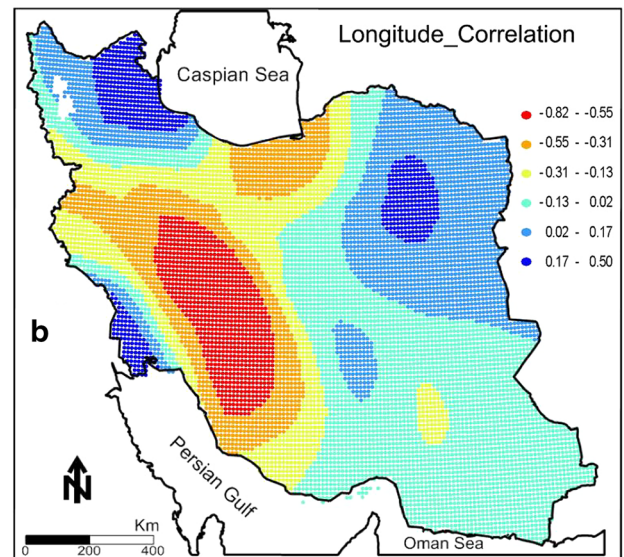 Longitude_Correlation
Caspian Sea
-0.82 - -0.55
-0.55 - -0.31
-0.31 - -0.13
-0.13 - 0.02
0.02 - 0.17
0.17 - 0.50
b
Persian Gulf
N
Km
0 200 400
Oman Sea